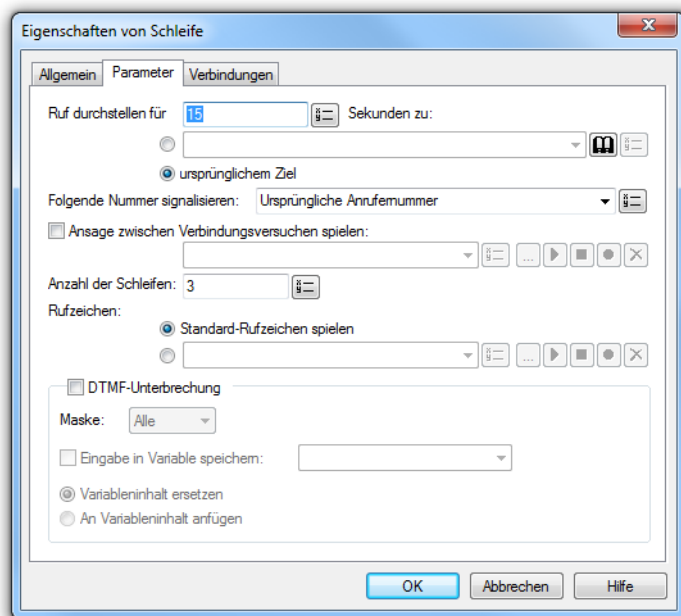 Eigenschaften von Schleife
Allgemein Parameter Verbindungen
Ruf durchstellen für 15 Sekunden zu:
ursprünglichem Ziel
Folgende Nummer signalisieren: Ursprüngliche Anrufernummer
Ansage zwischen Verbindungsversuchen spielen:
...
Anzahl der Schleifen: 3
Rufzeichen:
Standard-Rufzeichen spielen
...
DTMF-Unterbrechung
Maske: Alle
Eingabe in Variable speichern:
Variableninhalt ersetzen
An Variableninhalt anfügen
OK Abbrechen Hilfe